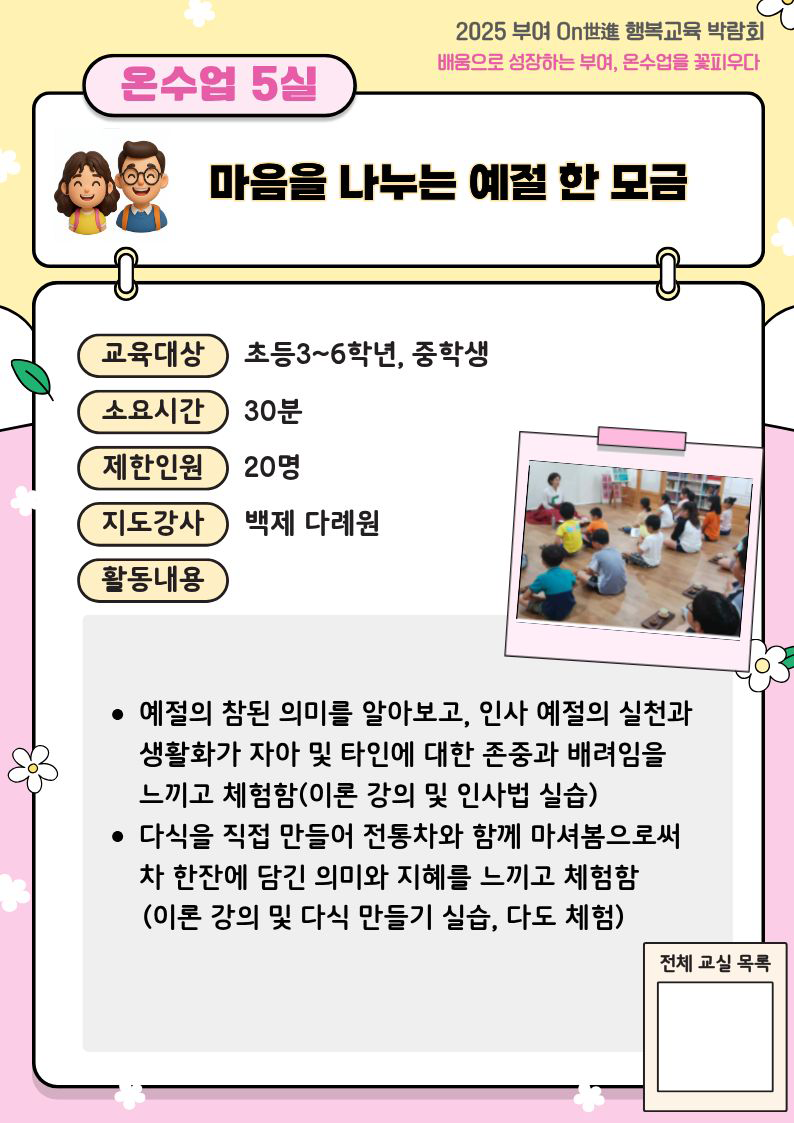 2025 부여 On世進 행복교육 박람회
배움으로 성장하는 부여, 온수업을 꽃피우다
온수업 5실
마음을 나누는 예절 한 모금
교육대상 초등3~6학년, 중학생
소요시간 30분
제한인원 20명
지도강사 백제 다례원
활동내용
• 예절의 참된 의미를 알아보고, 인사 예절의 실천과
생활화가 자아 및 타인에 대한 존중과 배려임을
느끼고 체험함(이론 강의 및 인사법 실습)
• 다식을 직접 만들어 전통차와 함께 마셔봄으로써
차 한잔에 담긴 의미와 지혜를 느끼고 체험함
(이론 강의 및 다식 만들기 실습, 다도 체험)
전체 교실 목록